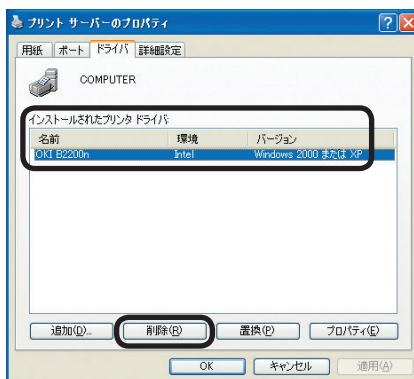 プリント サーバーのプロパティ
用紙 ポート ドライバ 詳細設定
COMPUTER
インストールされたプリンタ ドライバ:
名前 環境 バージョン
OKI B2200n Intel Windows 2000 または XP
追加(D)... 削除(R) 置換(P) プロパティ(E)
OK キャンセル 適用(A)